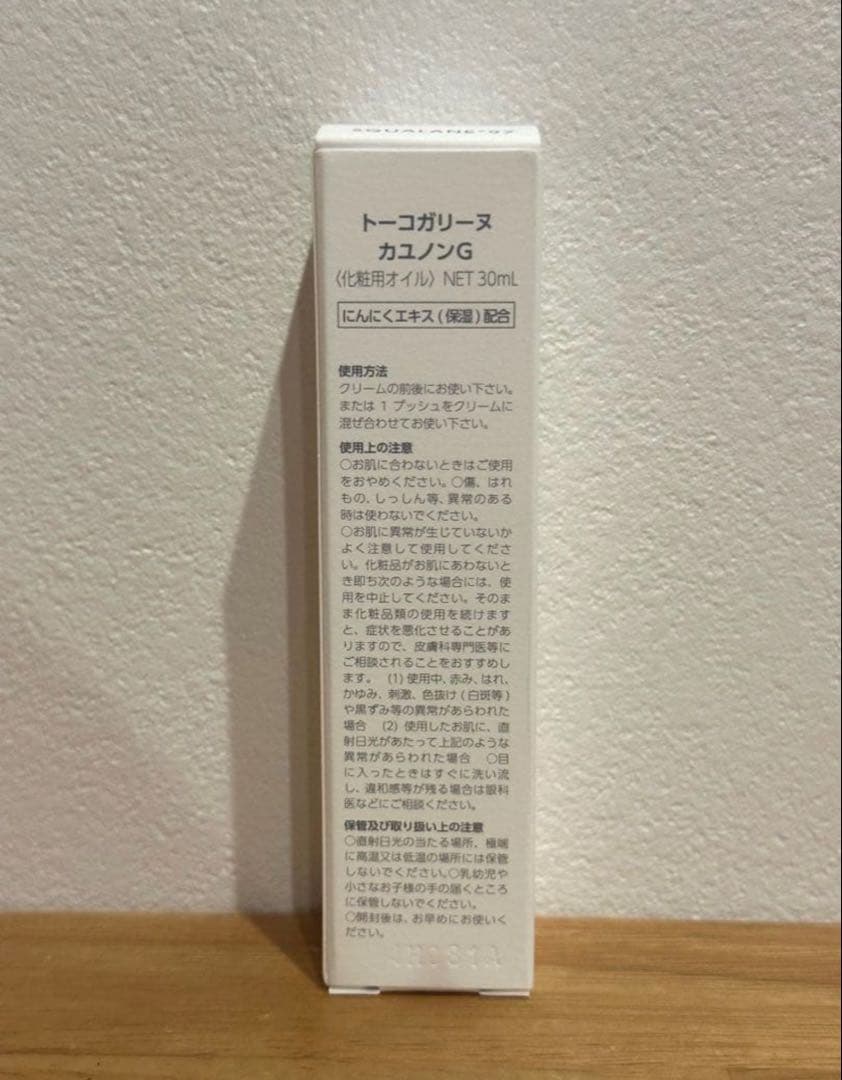 トーコガリーヌ
カユノンG
〈化粧用オイル〉NET 30mL
にんにくエキス(保湿)配合
使用方法
クリームの前後にお使い下さい。
または 1 プッシュをクリームに
混ぜ合わせてお使い下さい。
使用上の注意
○お肌に合わないときはご使用
をおやめください。○傷、はれ
もの、しっしん等、異常のある
時は使わないでください。
○お肌に異常が生じていないか
よく注意して使用してくださ
い。化粧品がお肌にあわないと
き即ち次のような場合には、使
用を中止してください。そのま
ま化粧品類の使用を続けます
と、症状を悪化させることがあ
りますので、皮膚科専門医等に
ご相談されることをおすすめし
ます。 (1) 使用中、赤み、はれ、
かゆみ、刺激、色抜け(白斑等)
や黒ずみ等の異常があらわれた
場合 (2) 使用したお肌に、直
射日光があたって上記のような
異常があらわれた場合 ○目
に入ったときはすぐに洗い流
し、違和感等が残る場合は眼科
医などにご相談ください。
保管及び取り扱い上の注意
○直射日光の当たる場所、極端
に高温又は低温の場所には保管
しないでください。○乳幼児や
小さなお子様の手の届くところ
に保管しないでください。
○開封後は、お早めにお使いく
ださい。